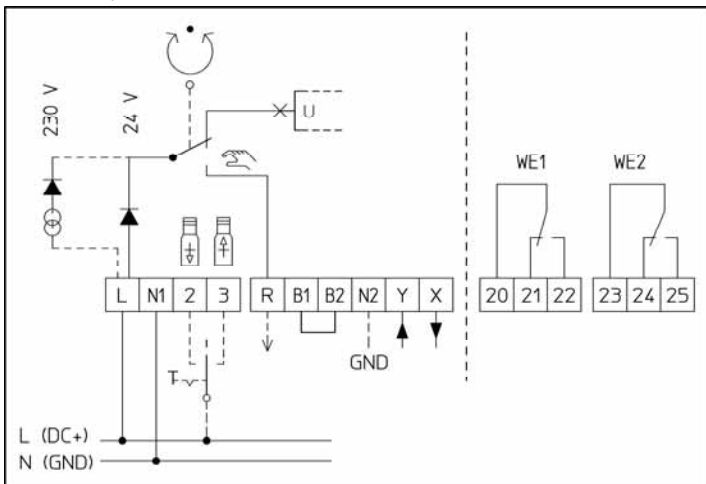 230 V
24 V
U
WE1
WE2
L N1 2 3 R B1 B2 N2 Y X
20 21 22 23 24 25
GND
L (DC+)
N (GND)